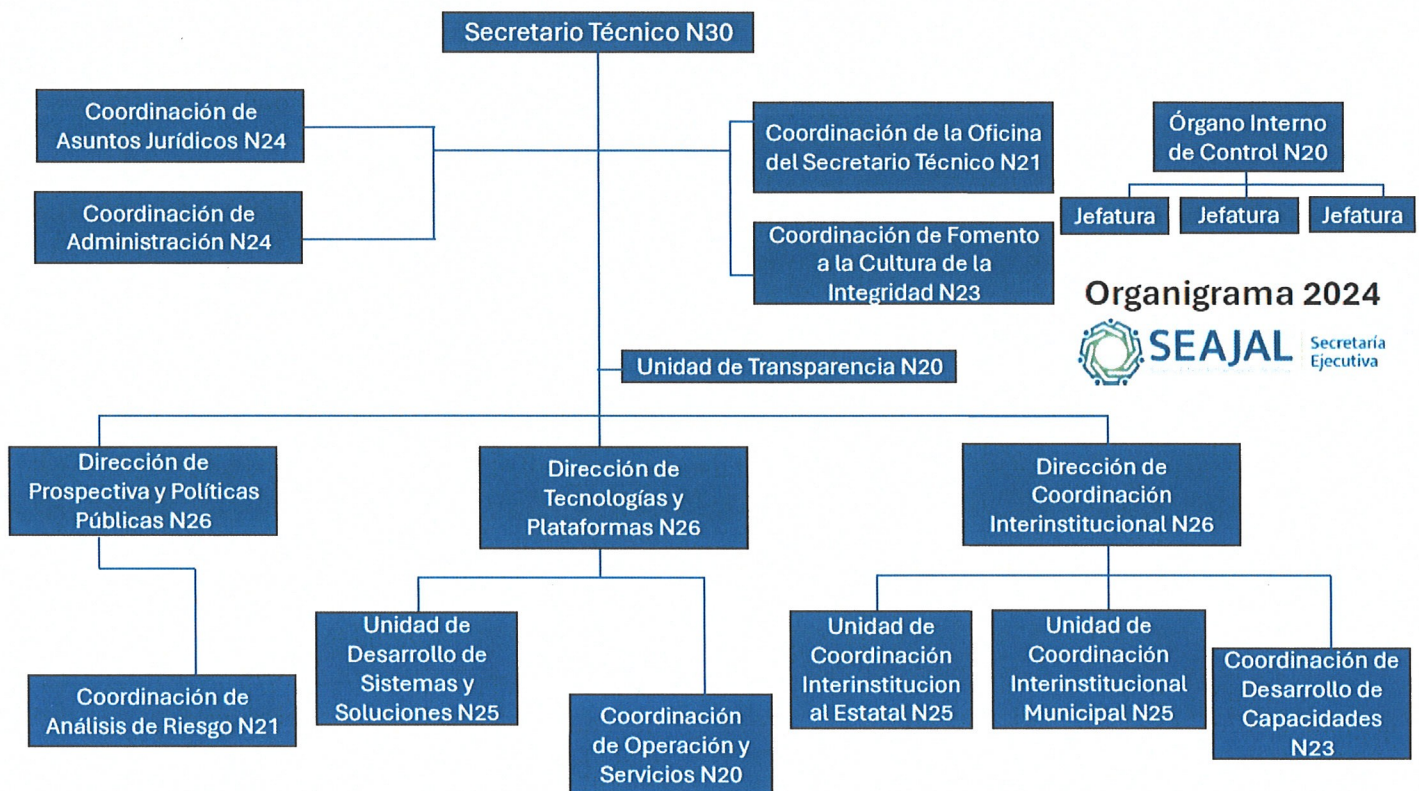 Secretario Técnico N30
Coordinación de
Asuntos Jurídicos N24
Coordinación de
Administración N24
Coordinación de la Oficina
del Secretario Técnico N21
Coordinación de Fomento
a la Cultura de la
Integridad N23
Órgano Interno
de Control N20
Jefatura
Jefatura
Jefatura
Organigrama 2024
SEAJAL
Secretaría
Ejecutiva
Unidad de Transparencia N20
Dirección de
Prospectiva y Políticas
Públicas N26
Dirección de
Tecnologías y
Plataformas N26
Dirección de
Coordinación
Interinstitucional N26
Coordinación de
Análisis de Riesgo N21
Unidad de
Desarrollo de
Sistemas y
Soluciones N25
Coordinación
de Operación y
Servicios N20
Unidad de
Coordinación
Interinstitucion
al Estatal N25
Unidad de
Coordinación
Interinstitucional
Municipal N25
Coordinación de
Desarrollo de
Capacidades
N23